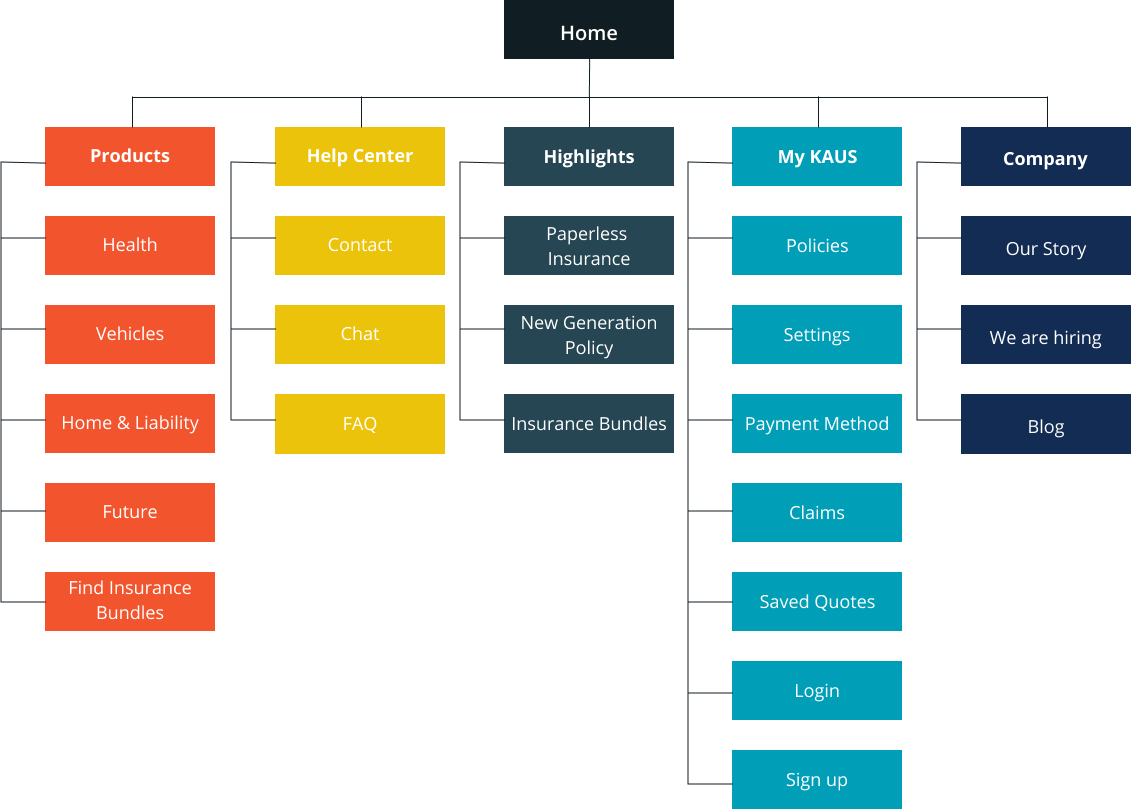 Home
Products
Health
Vehicles
Home & Liability
Future
Find Insurance
Bundles
Help Center
Contact
Chat
FAQ
Highlights
Paperless
Insurance
New Generation
Policy
Insurance Bundles
My KAUS
Policies
Settings
Payment Method
Claims
Saved Quotes
Login
Sign up
Company
Our Story
We are hiring
Blog